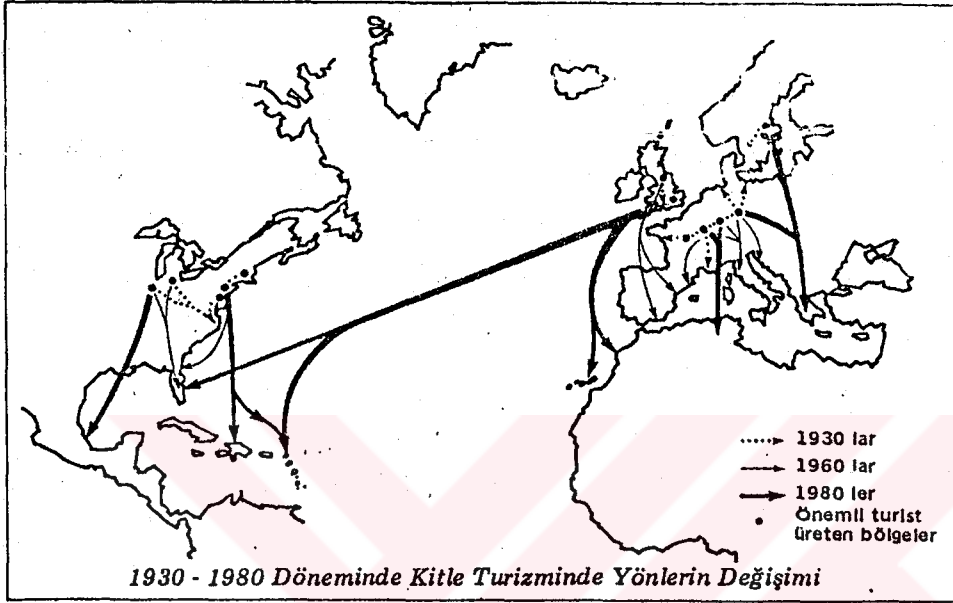 1930 lar
1960 lar
1980 ler
Önemli turist
üreten bölgeler
1930 - 1980 Döneminde Kitle Turizminde Yönlerin Değişimi